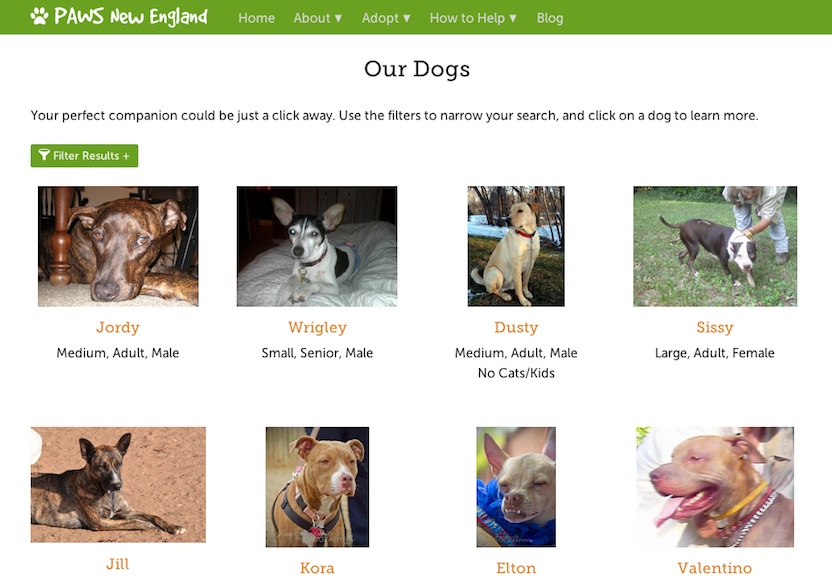 PAWS New England
Home About ▾ Adopt ▾ How to Help ▾ Blog
Our Dogs
Your perfect companion could be just a click away. Use the filters to narrow your search, and click on a dog to learn more.
Filter Results +
Jordy
Medium, Adult, Male
Wrigley
Small, Senior, Male
Dusty
Medium, Adult, Male
No Cats/Kids
Sissy
Large, Adult, Female
Jill
Kora
Elton
Valentino